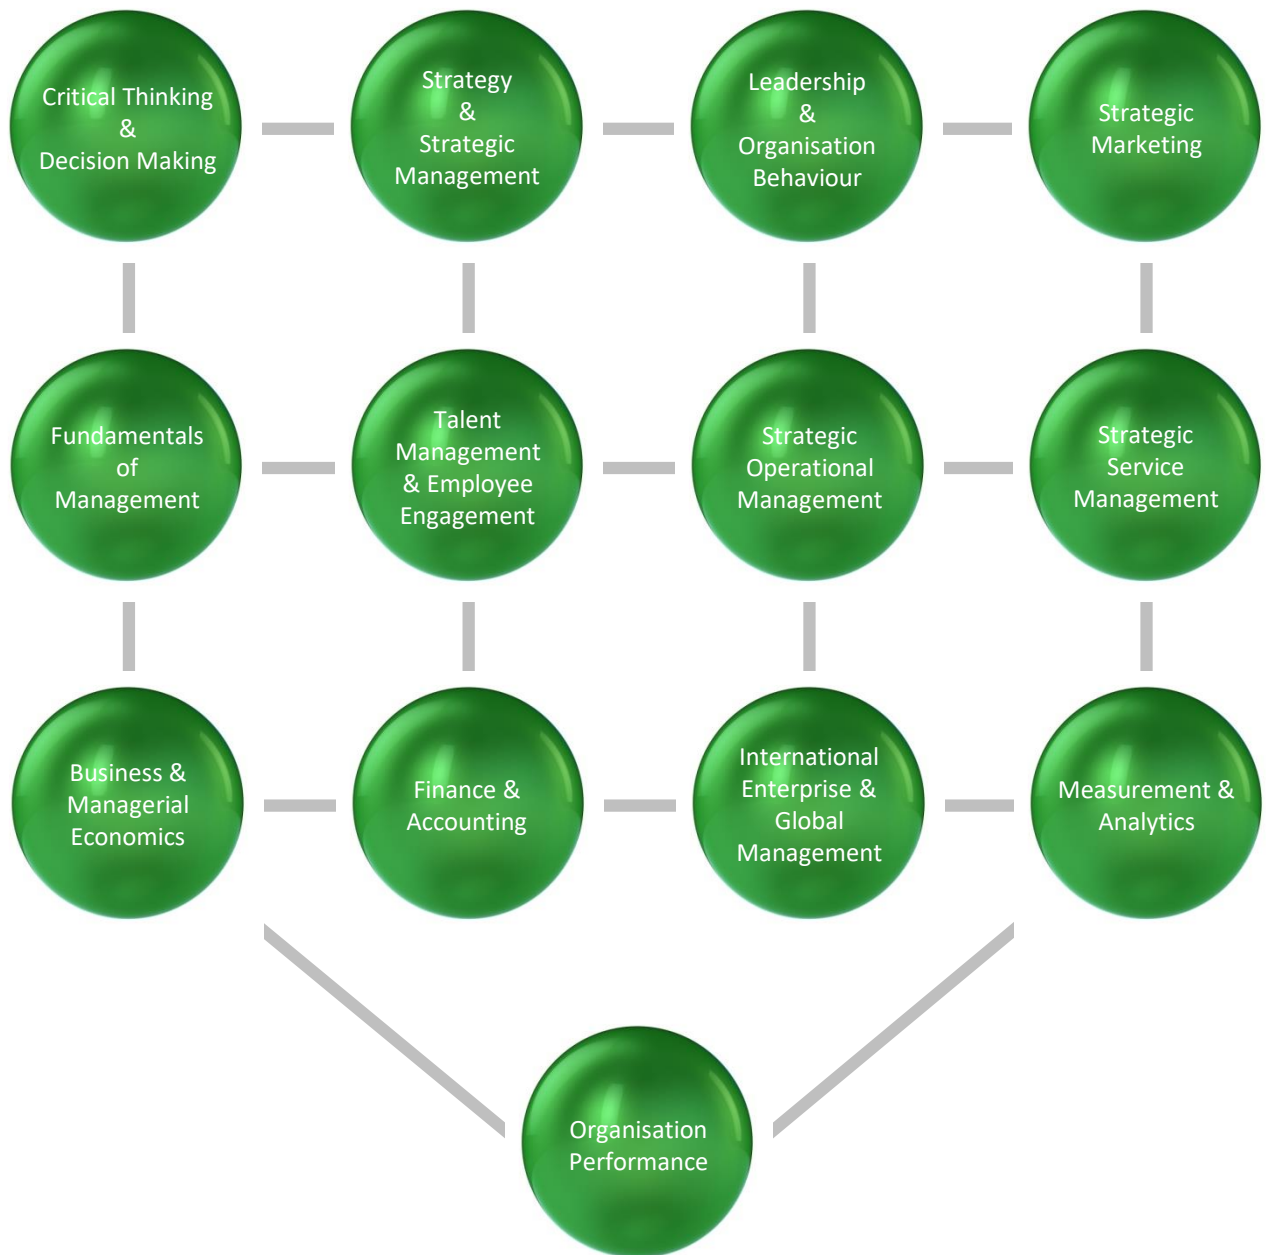 Critical Thinking
&
Decision Making
Strategy
&
Strategic
Management
Leadership
&
Organisation
Behaviour
Strategic
Marketing
Fundamentals
of
Management
Talent
Management
& Employee
Engagement
Strategic
Operational
Management
Strategic
Service
Management
Business &
Managerial
Economics
Finance &
Accounting
International
Enterprise &
Global
Management
Measurement &
Analytics
Organisation
Performance